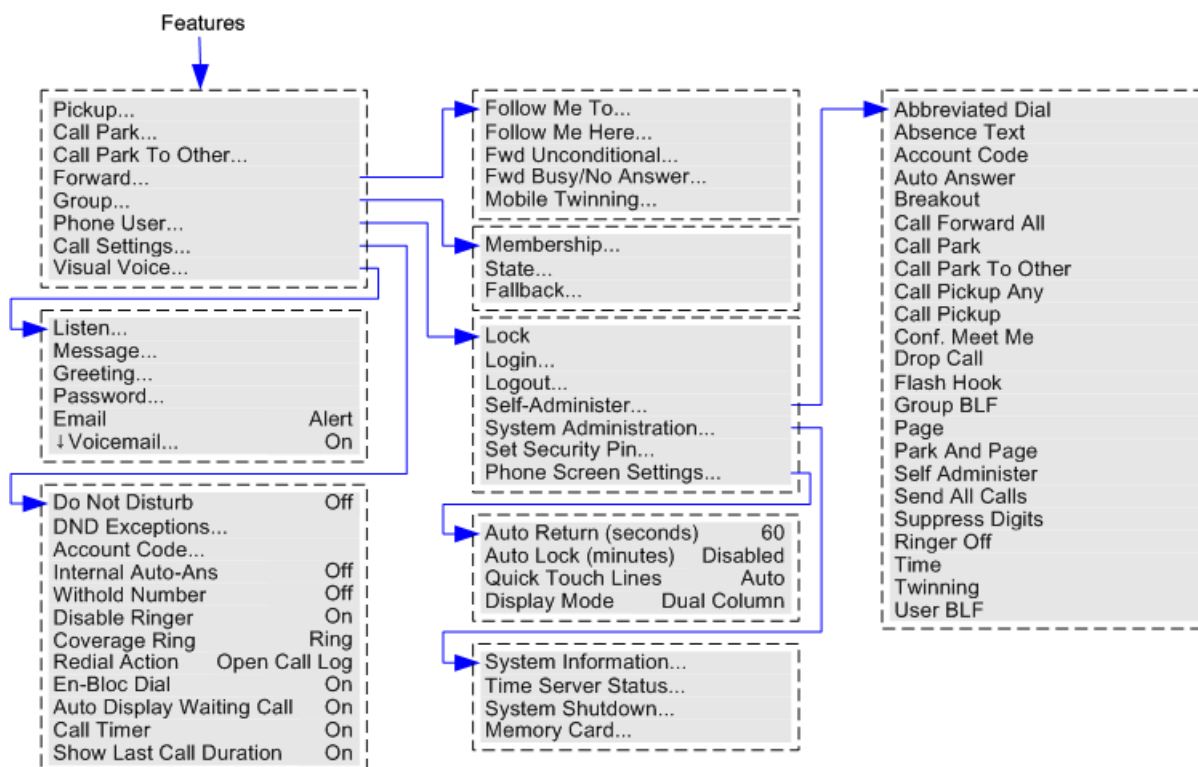 Features
Pickup...
Call Park...
Call Park To Other...
Forward...
Group...
Phone User...
Call Settings...
Visual Voice...
Listen...
Message...
Greeting...
Password...
Email Alert
↓Voicemail... On
Do Not Disturb Off
DND Exceptions...
Account Code...
Internal Auto-Ans Off
Withold Number Off
Disable Ringer On
Coverage Ring Ring
Redial Action Open Call Log
En-Bloc Dial On
Auto Display Waiting Call On
Call Timer On
Show Last Call Duration On
Follow Me To...
Follow Me Here...
Fwd Unconditional...
Fwd Busy/No Answer...
Mobile Twinning...
Membership...
State...
Fallback...
Lock
Login...
Logout...
Self-Administer...
System Administration...
Set Security Pin...
Phone Screen Settings...
Auto Return (seconds) 60
Auto Lock (minutes) Disabled
Quick Touch Lines Auto
Display Mode Dual Column
System Information...
Time Server Status...
System Shutdown...
Memory Card...
Abbreviated Dial
Absence Text
Account Code
Auto Answer
Breakout
Call Forward All
Call Park
Call Park To Other
Call Pickup Any
Call Pickup
Conf. Meet Me
Drop Call
Flash Hook
Group BLF
Page
Park And Page
Self Administer
Send All Calls
Suppress Digits
Ringer Off
Time
Twinning
User BLF